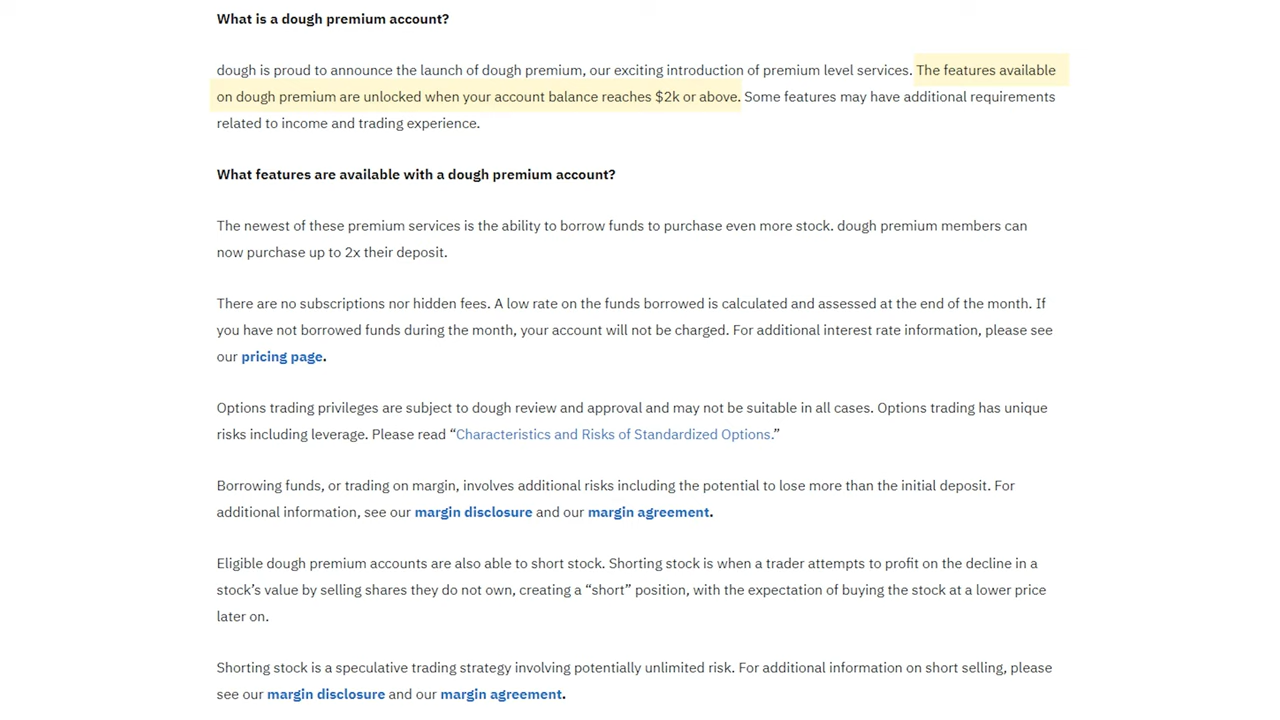 What is a dough premium account?
dough is proud to announce the launch of dough premium, our exciting introduction of premium level services. The features available
on dough premium are unlocked when your account balance reaches $2k or above. Some features may have additional requirements
related to income and trading experience.
What features are available with a dough premium account?
The newest of these premium services is the ability to borrow funds to purchase even more stock. dough premium members can
now purchase up to 2x their deposit.
There are no subscriptions nor hidden fees. A low rate on the funds borrowed is calculated and assessed at the end of the month. If
you have not borrowed funds during the month, your account will not be charged. For additional interest rate information, please see
our pricing page.
Options trading privileges are subject to dough review and approval and may not be suitable in all cases. Options trading has unique
risks including leverage. Please read “Characteristics and Risks of Standardized Options.”
Borrowing funds, or trading on margin, involves additional risks including the potential to lose more than the initial deposit. For
additional information, see our margin disclosure and our margin agreement.
Eligible dough premium accounts are also able to short stock. Shorting stock is when a trader attempts to profit on the decline in a
stock’s value by selling shares they do not own, creating a “short” position, with the expectation of buying the stock at a lower price
later on.
Shorting stock is a speculative trading strategy involving potentially unlimited risk. For additional information on short selling, please
see our margin disclosure and our margin agreement.